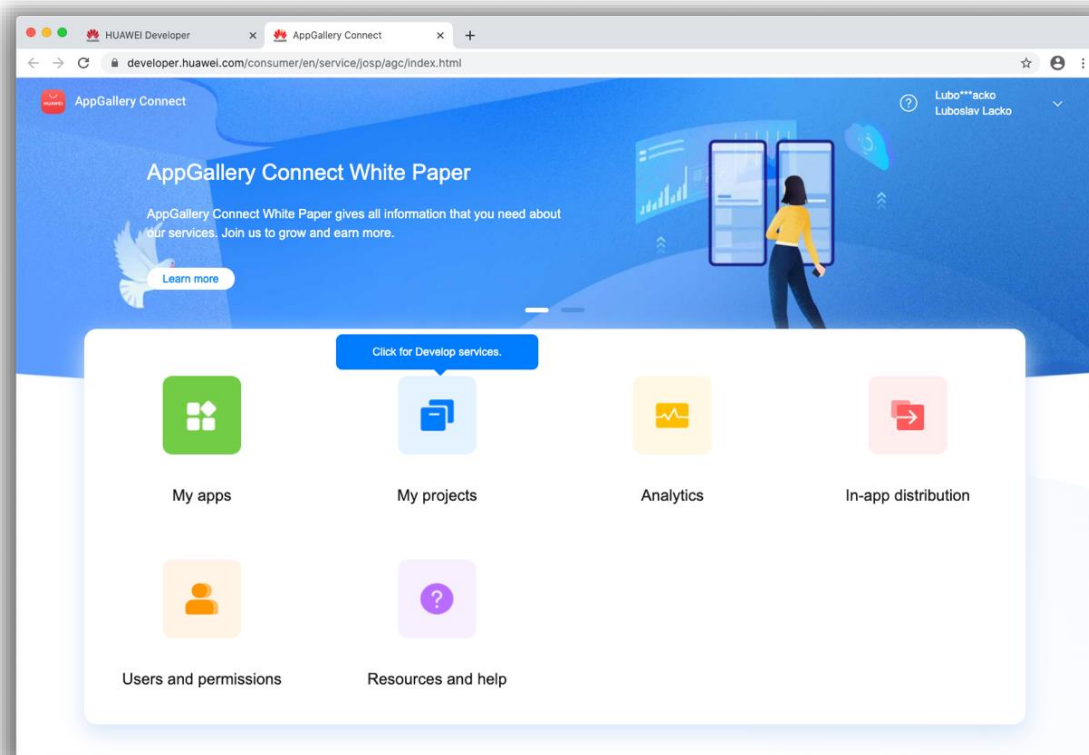 HUAWEI Developer
AppGallery Connect
developer.huawei.com/consumer/en/service/josp/agc/index.html
HUAWEI
AppGallery Connect
Lubo***acko
Luboslav Lacko
AppGallery Connect White Paper
AppGallery Connect White Paper gives all information that you need about
our services. Join us to grow and earn more.
Learn more
Click for Develop services.
My apps
My projects
Analytics
In-app distribution
Users and permissions
Resources and help